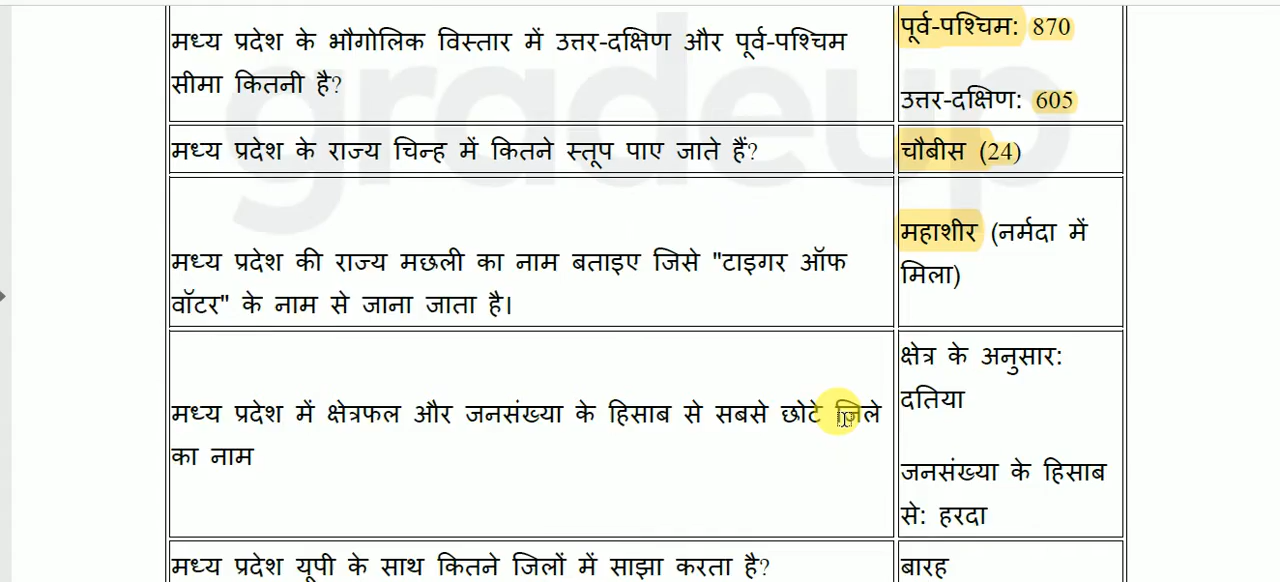 मध्य प्रदेश के भौगोलिक विस्तार में उत्तर-दक्षिण और पूर्व-पश्चिम
सीमा कितनी है?
पूर्व-पश्चिम: 870
उत्तर-दक्षिण: 605
मध्य प्रदेश के राज्य चिन्ह में कितने स्तूप पाए जाते हैं?
चौबीस (24)
मध्य प्रदेश की राज्य मछली का नाम बताइए जिसे "टाइगर ऑफ
वॉटर" के नाम से जाना जाता है।
महाशीर (नर्मदा में
मिला)
मध्य प्रदेश में क्षेत्रफल और जनसंख्या के हिसाब से सबसे छोटे जिले
का नाम
क्षेत्र के अनुसार:
दतिया
जनसंख्या के हिसाब
से: हरदा
मध्य प्रदेश यूपी के साथ कितने जिलों में साझा करता है?
बारह
gradeup